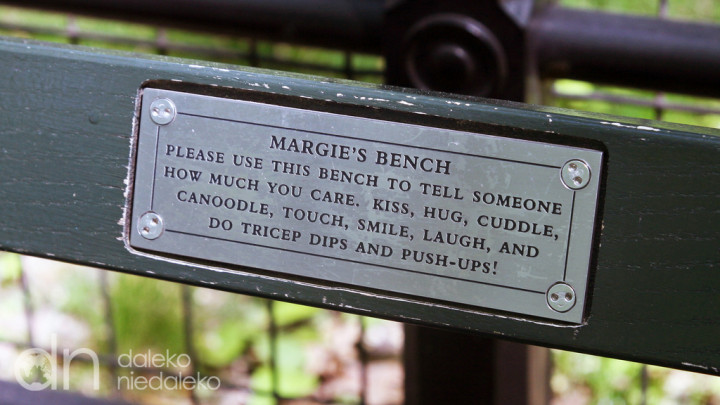 MARGIE'S BENCH
PLEASE USE THIS BENCH TO TELL SOMEONE
HOW MUCH YOU CARE. KISS, HUG, CUDDLE,
CANOODLE, TOUCH, SMILE, LAUGH, AND
DO TRICEP DIPS AND PUSH-UPS!
dn daleko
niedaleko